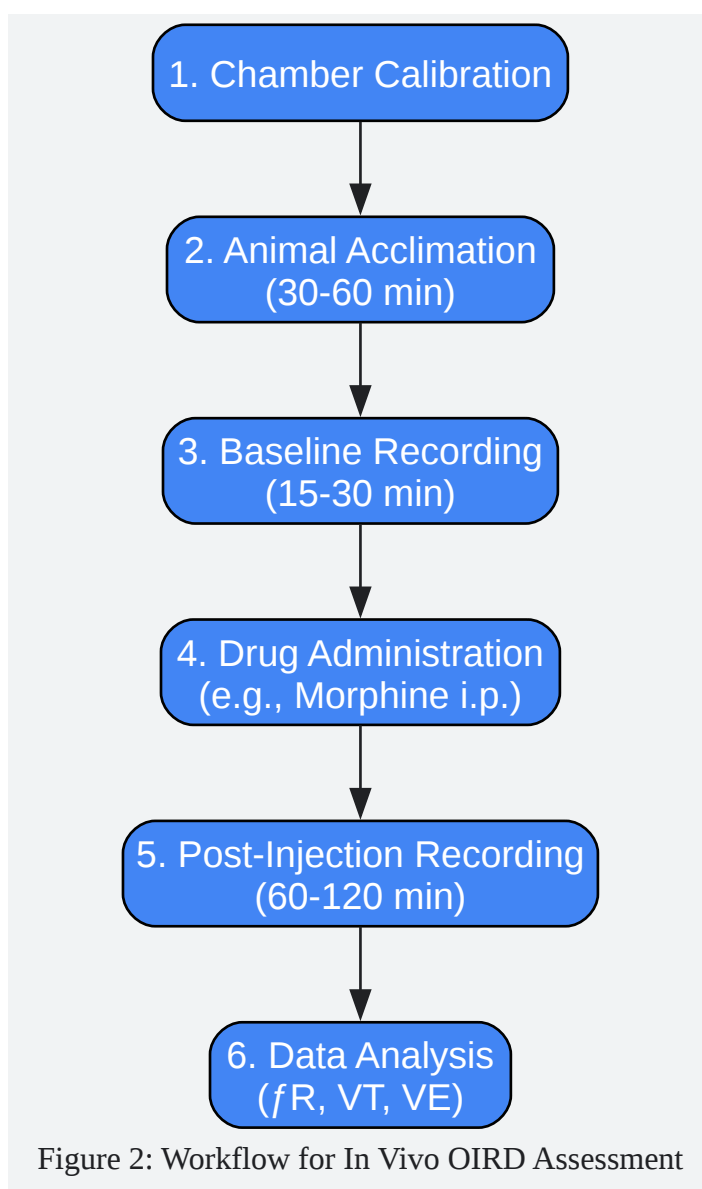 1. Chamber Calibration
2. Animal Acclimation
(30-60 min)
3. Baseline Recording
(15-30 min)
4. Drug Administration
(e.g., Morphine i.p.)
5. Post-Injection Recording
(60-120 min)
6. Data Analysis
(ƒR, VT, VE)
Figure 2: Workflow for In Vivo OIRD Assessment